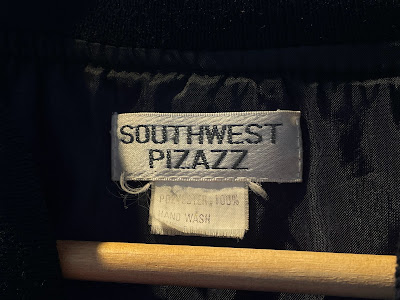 SOUTHWEST
PIZAZZ
POLYESTER, 100%
HAND WASH